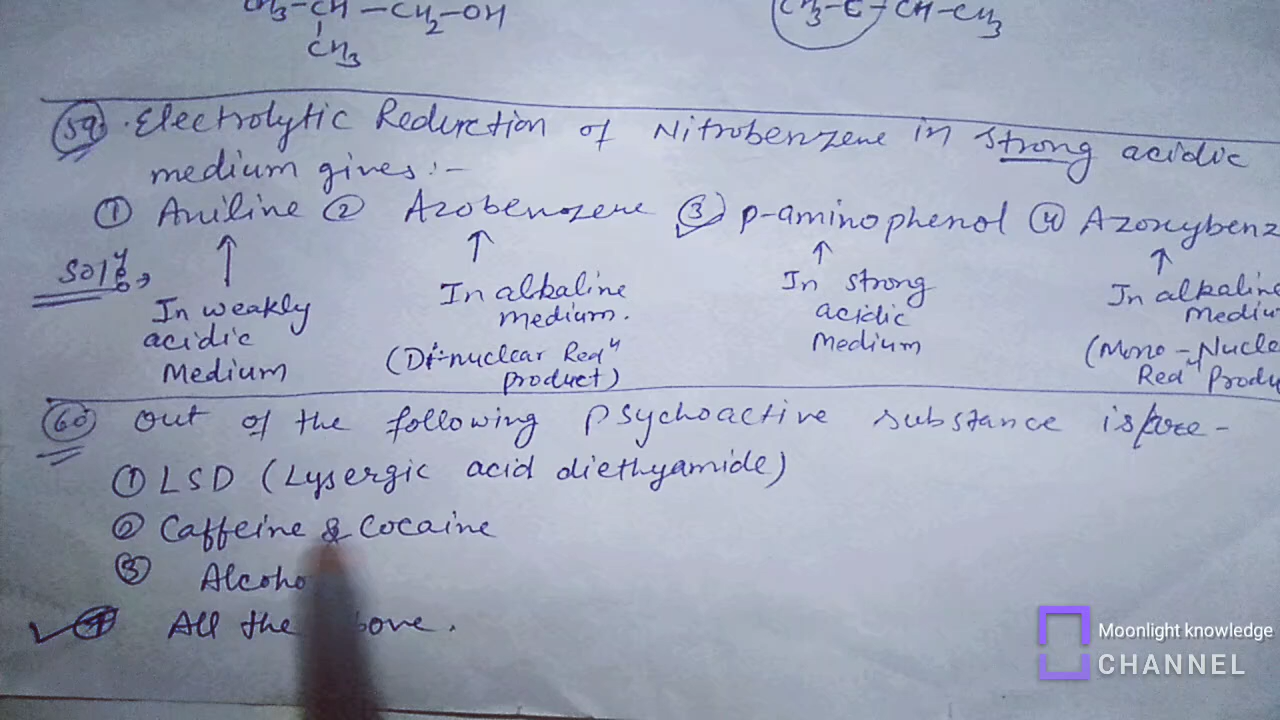 CH3-CH-CH2-OH
CH3-C-CH-CH3
CH3
59 Electrolytic Reduction of Nitrobenzene in strong acidic
medium gives :-
① Aniline ② Azobenzene ③ p-aminophenol ④ Azoxybenz
Solⁿ
In weakly acidic Medium
In alkaline medium. (Di-nuclear Redⁿ product)
In strong acidic medium
In alkaline mediu (Mono-Nucle Redⁿ Produ
60 Out of the following psychoactive substance is/are -
① LSD (Lysergic acid diethyamide)
② Caffeine & Cocaine
③ Alcoho
④ All the bove.
Moonlight knowledge
CHANNEL